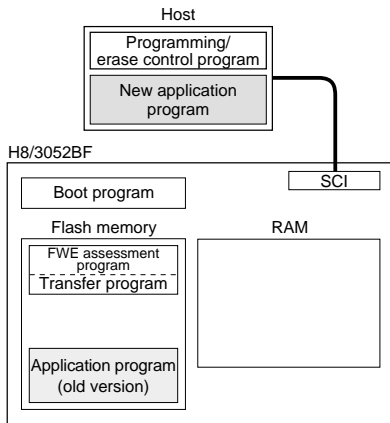 Host
Programming/
erase control program
New application
program
H8/3052BF
SCI
Boot program
Flash memory
RAM
FWE assessment
program
Transfer program
Application program
(old version)